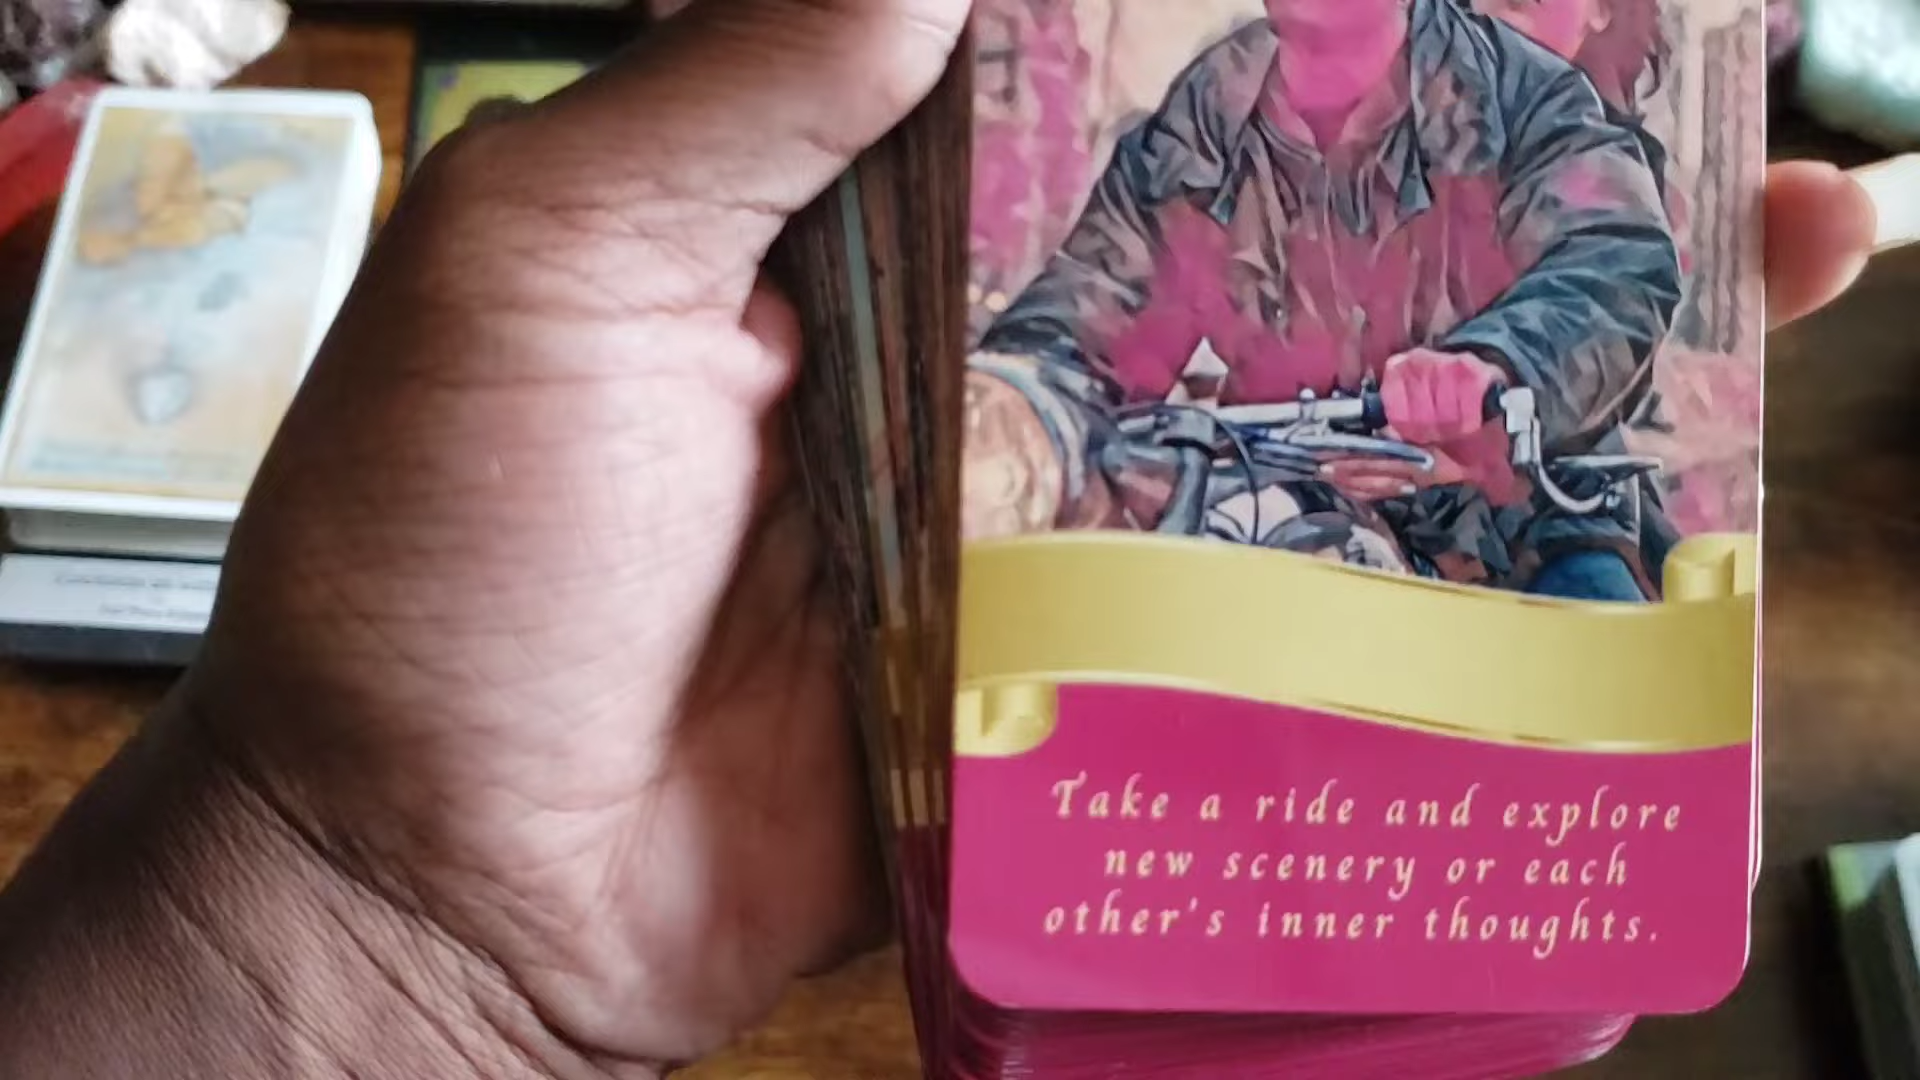 Take a ride and explore
new scenery or each
other's inner thoughts.